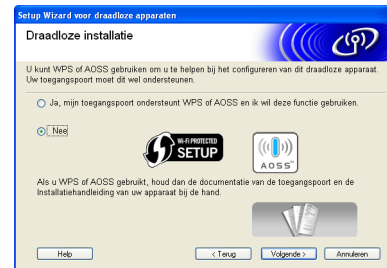 Setup Wizard voor draadloze apparaten
Draadloze installatie
U kunt WPS of AOSS gebruiken om u te helpen bij het configureren van dit draadloze apparaat.
Uw toegangspoort moet dit wel ondersteunen.
Ja, mijn toegangspoort ondersteunt WPS of AOSS en ik wil deze functie gebruiken.
Nee
Wi-Fi PROTECTED
SETUP
AOSS™
Als u WPS of AOSS gebruikt, houd dan de documentatie van de toegangspoort en de
Installatiehandleiding van uw apparaat bij de hand.
Help
< Terug
Volgende >
Annuleren